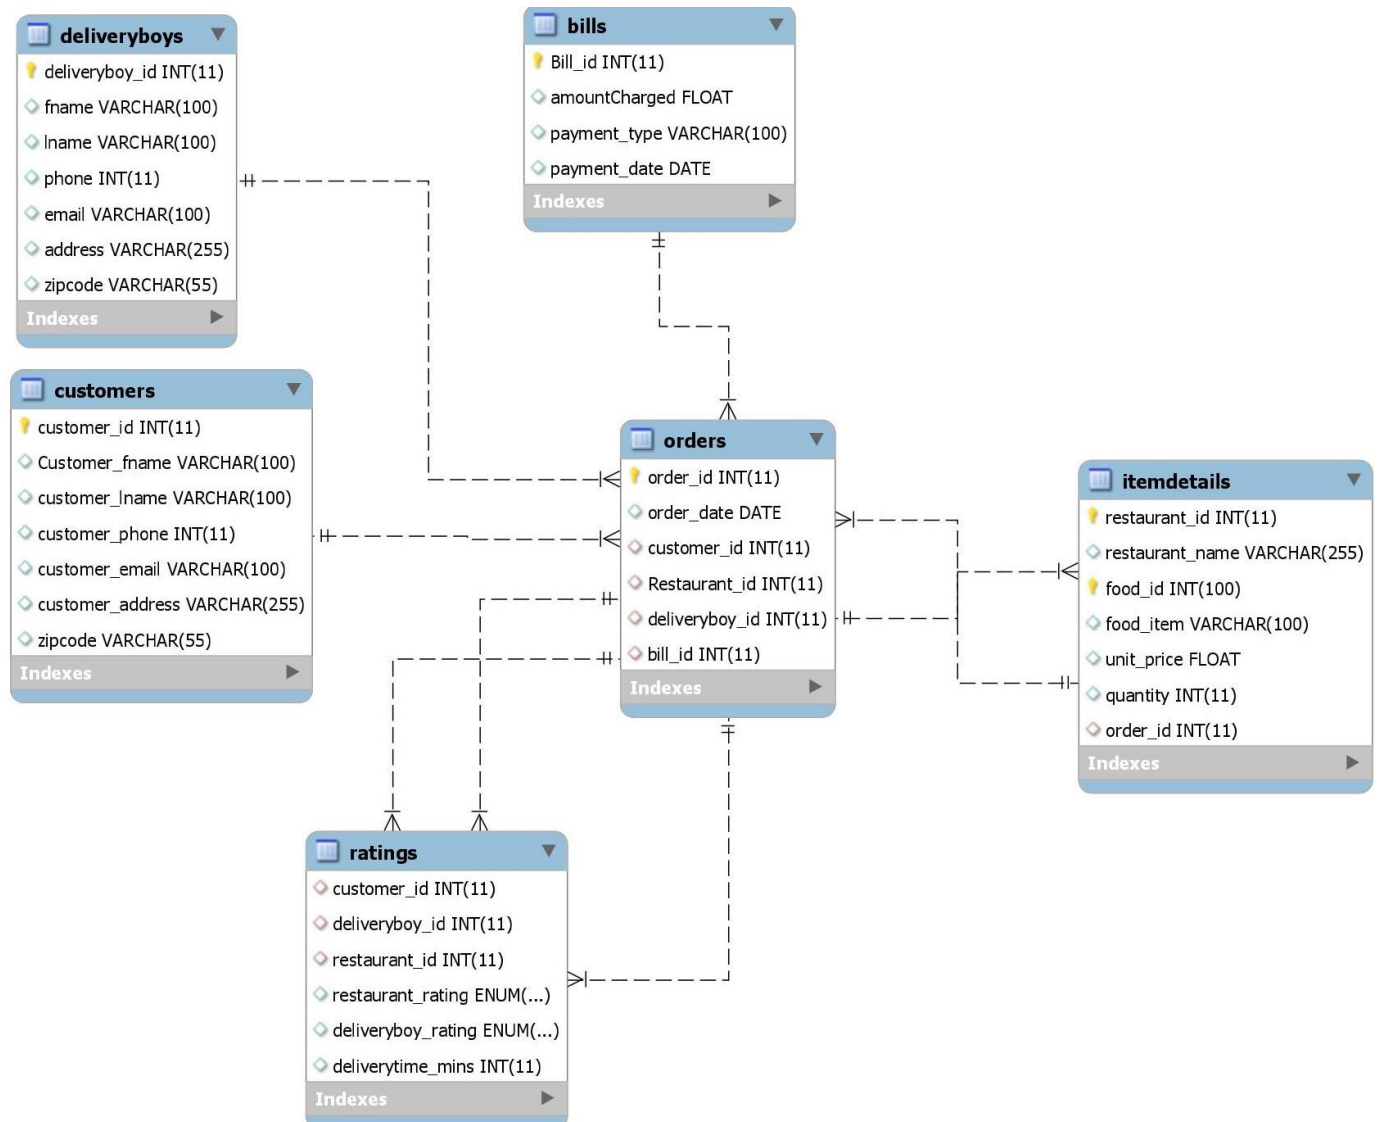 deliveryboys
deliveryboy_id INT(11)
fname VARCHAR(100)
lname VARCHAR(100)
phone INT(11)
email VARCHAR(100)
address VARCHAR(255)
zipcode VARCHAR(55)
Indexes
bills
Bill_id INT(11)
amountCharged FLOAT
payment_type VARCHAR(100)
payment_date DATE
Indexes
customers
customer_id INT(11)
Customer_fname VARCHAR(100)
customer_lname VARCHAR(100)
customer_phone INT(11)
customer_email VARCHAR(100)
customer_address VARCHAR(255)
zipcode VARCHAR(55)
Indexes
orders
order_id INT(11)
order_date DATE
customer_id INT(11)
Restaurant_id INT(11)
deliveryboy_id INT(11)
bill_id INT(11)
Indexes
itemdetails
restaurant_id INT(11)
restaurant_name VARCHAR(255)
food_id INT(100)
food_item VARCHAR(100)
unit_price FLOAT
quantity INT(11)
order_id INT(11)
Indexes
ratings
customer_id INT(11)
deliveryboy_id INT(11)
restaurant_id INT(11)
restaurant_rating ENUM(...)
deliveryboy_rating ENUM(...)
deliverytime_mins INT(11)
Indexes